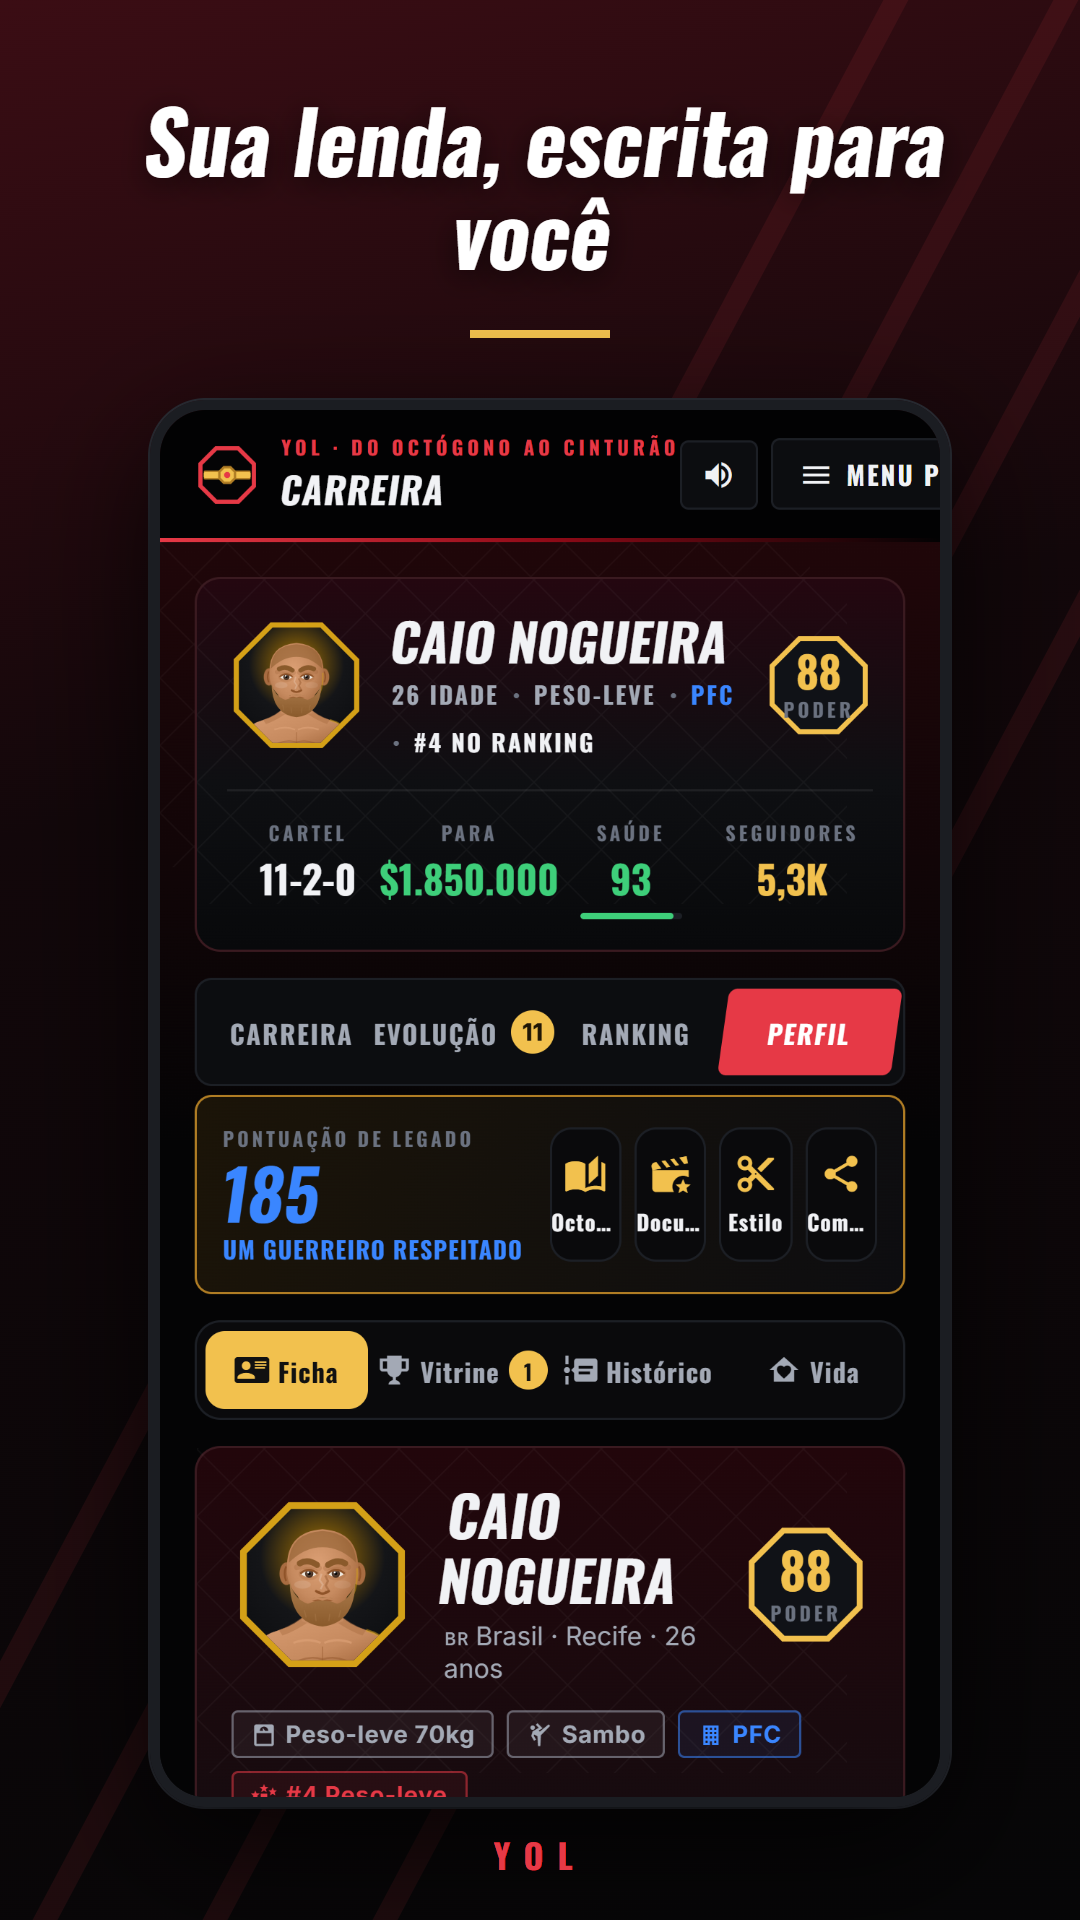 Sua lenda, escrita para
você
YOL · DO OCTÓGONO AO CINTURÃO
CARREIRA
MENU P
CAIO NOGUEIRA
26 IDADE · PESO-LEVE · PFC
· #4 NO RANKING
88
PODER
CARTEL PARA SAÚDE SEGUIDORES
11-2-0 $1.850.000 93 5,3K
CARREIRA EVOLUÇÃO 11 RANKING PERFIL
PONTUAÇÃO DE LEGADO
185
UM GUERREIRO RESPEITADO
Octo... Docu... Estilo Com...
Ficha Vitrine 1 Histórico Vida
CAIO
NOGUEIRA
BR Brasil · Recife · 26
anos
88
PODER
Peso-leve 70kg Sambo PFC
#4 Peso-leve
YOL